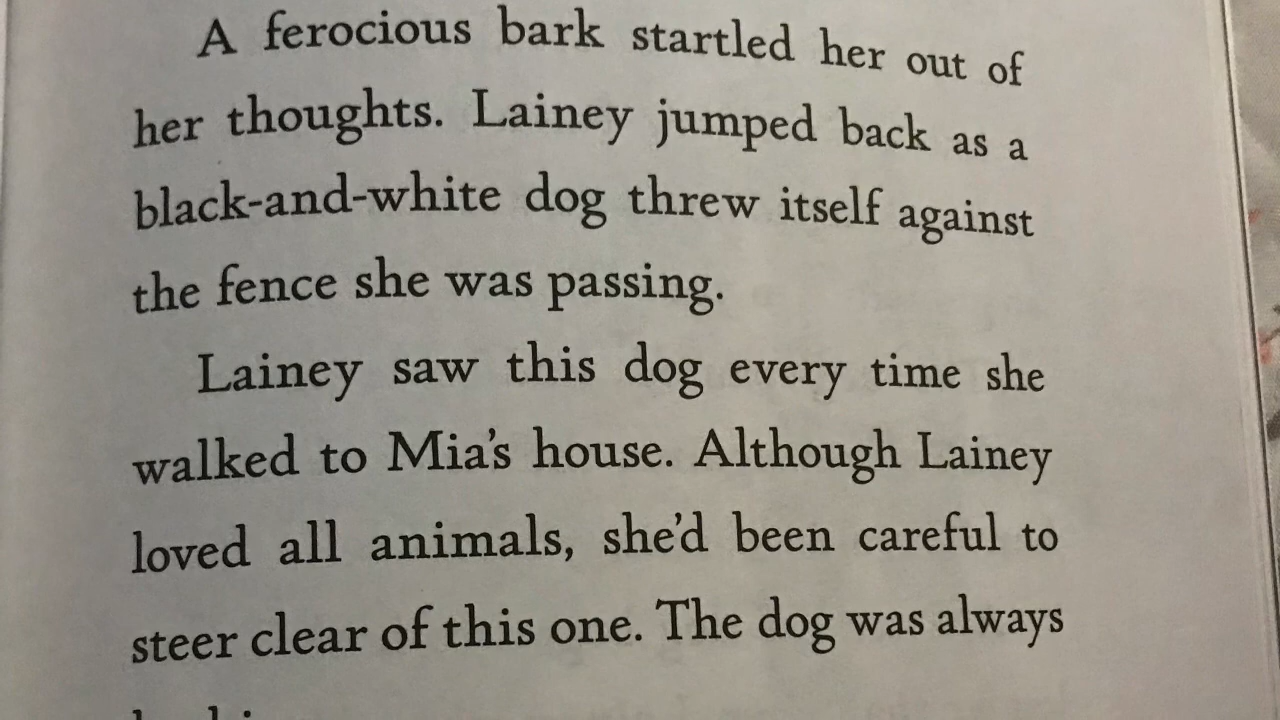 A ferocious bark startled her out of
her thoughts. Lainey jumped back as a
black-and-white dog threw itself against
the fence she was passing.
Lainey saw this dog every time she
walked to Mia's house. Although Lainey
loved all animals, she'd been careful to
steer clear of this one. The dog was always